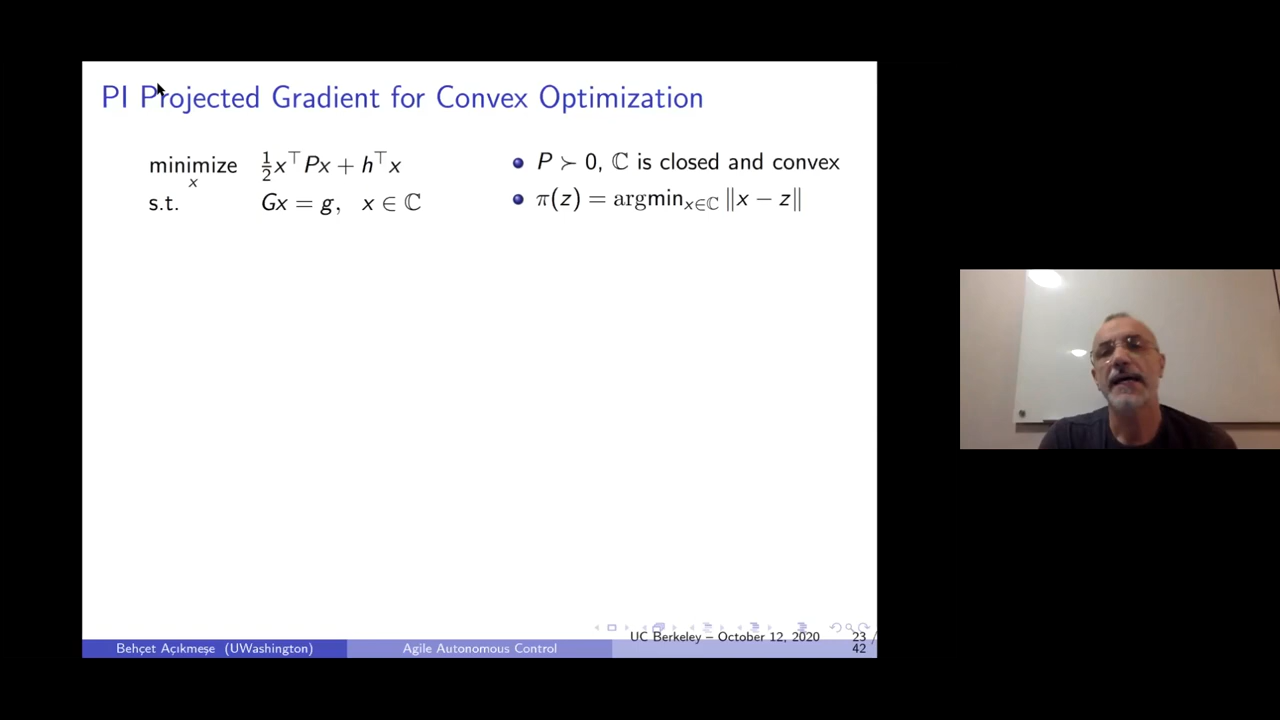 PI Projected Gradient for Convex Optimization
minimize ½x⊤Px + h⊤x
x
s.t. Gx = g, x ∈ ℂ
P ≻ 0, ℂ is closed and convex
π(z) = argmin_{x∈ℂ} ‖x − z‖
UC Berkeley – October 12, 2020 23 /
Behçet Açıkmeşe (UWashington) Agile Autonomous Control 42